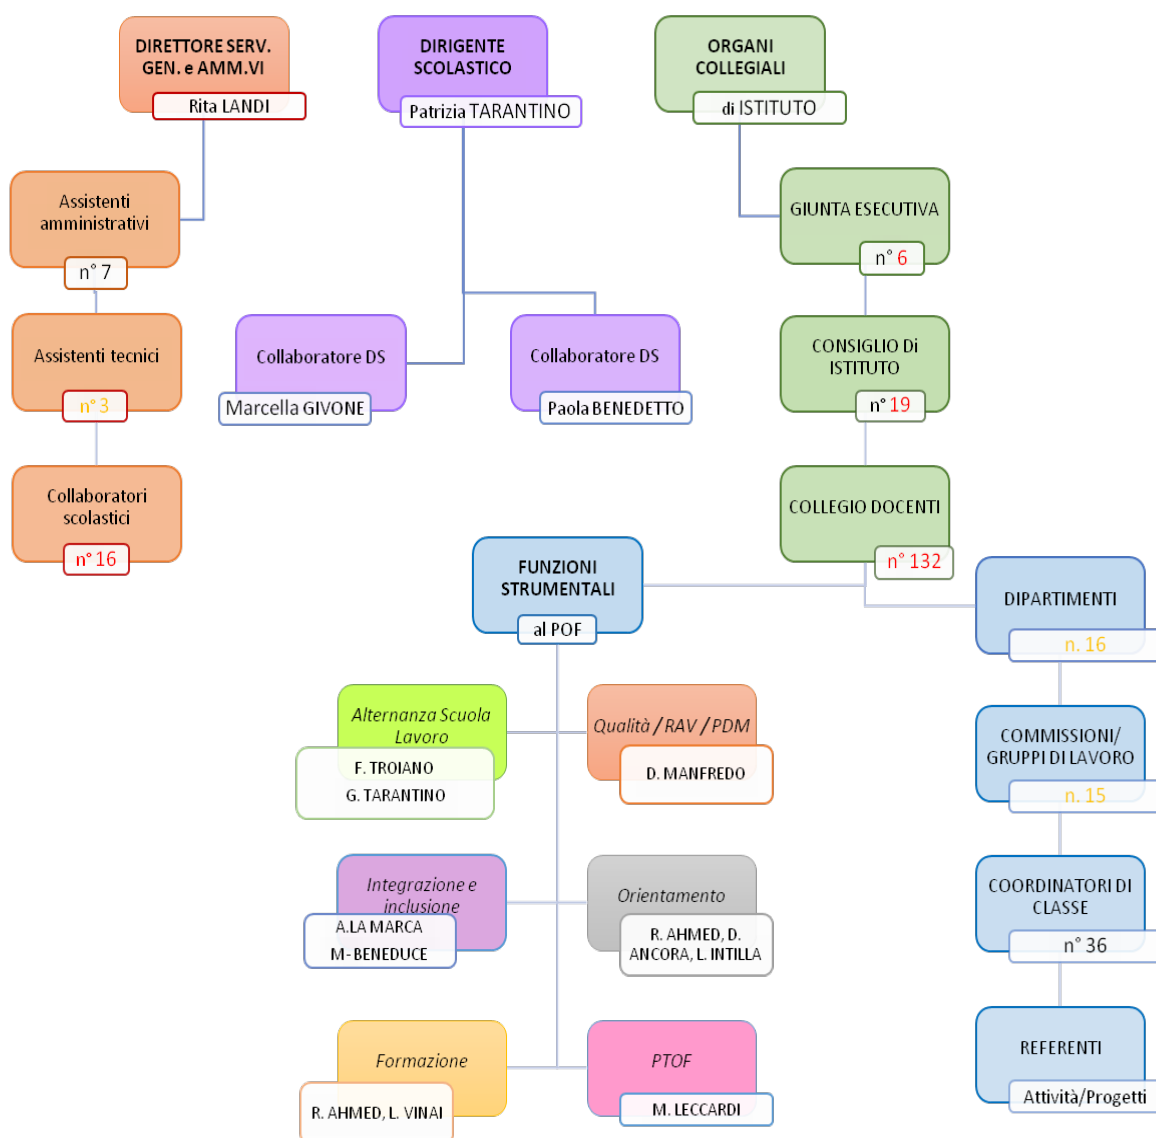 DIRETTORE SERV.
GEN. e AMM.VI
Rita LANDI
DIRIGENTE
SCOLASTICO
Patrizia TARANTINO
ORGANI
COLLEGIALI
di ISTITUTO
Assistenti
amministrativi
n° 7
GIUNTA ESECUTIVA
n° 6
Assistenti tecnici
n° 3
Collaboratore DS
Marcella GIVONE
Collaboratore DS
Paola BENEDETTO
CONSIGLIO Di
ISTITUTO
n° 19
Collaboratori
scolastici
n° 16
COLLEGIO DOCENTI
n° 132
FUNZIONI
STRUMENTALI
al POF
DIPARTIMENTI
n. 16
Alternanza Scuola
Lavoro
F. TROIANO
G. TARANTINO
Qualità / RAV / PDM
D. MANFREDO
COMMISSIONI/
GRUPPI DI LAVORO
n. 15
Integrazione e
inclusione
A.LA MARCA
M- BENEDUCE
Orientamento
R. AHMED, D.
ANCORA, L. INTILLA
COORDINATORI DI
CLASSE
n° 36
Formazione
R. AHMED, L. VINAI
PTOF
M. LECCARDI
REFERENTI
Attività/Progetti